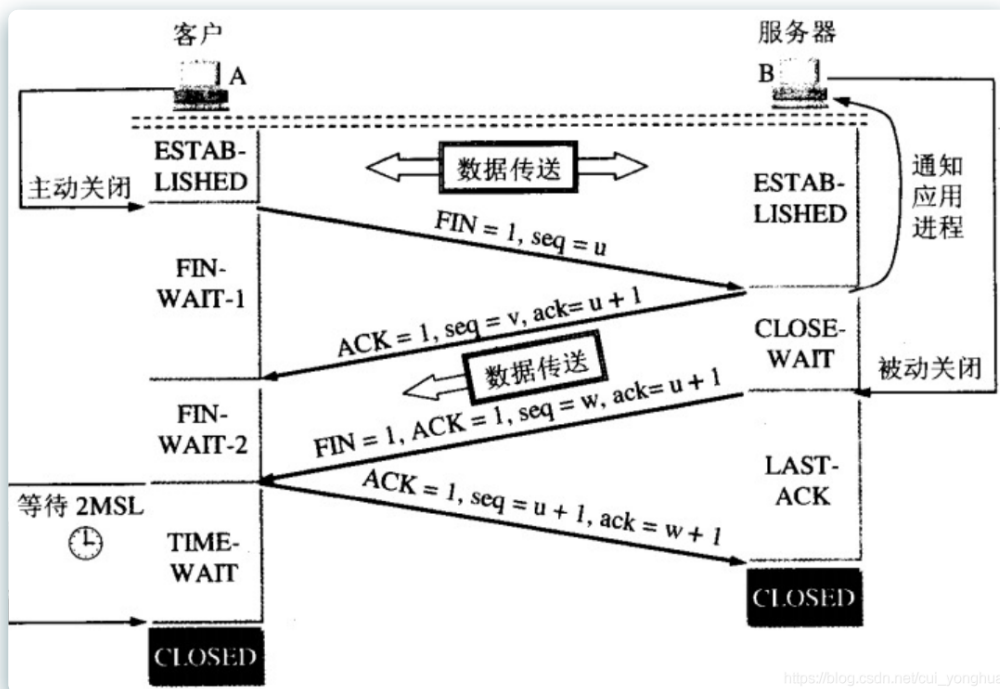 客户
服务器
A
B
ESTAB-
LISHED
数据传送
主动关闭
ESTAB-
LISHED
通知
应用
进程
FIN = 1, seq = u
FIN-
WAIT-1
ACK = 1, seq = v, ack= u + 1
CLOSE-
WAIT
数据传送
被动关闭
FIN-
WAIT-2
FIN = 1, ACK = 1, seq = w, ack= u + 1
LAST-
ACK
ACK = 1, seq = u + 1, ack = w + 1
等待 2MSL
TIME-
WAIT
CLOSED
CLOSED
https://blog.csdn.net/cui_yonghua